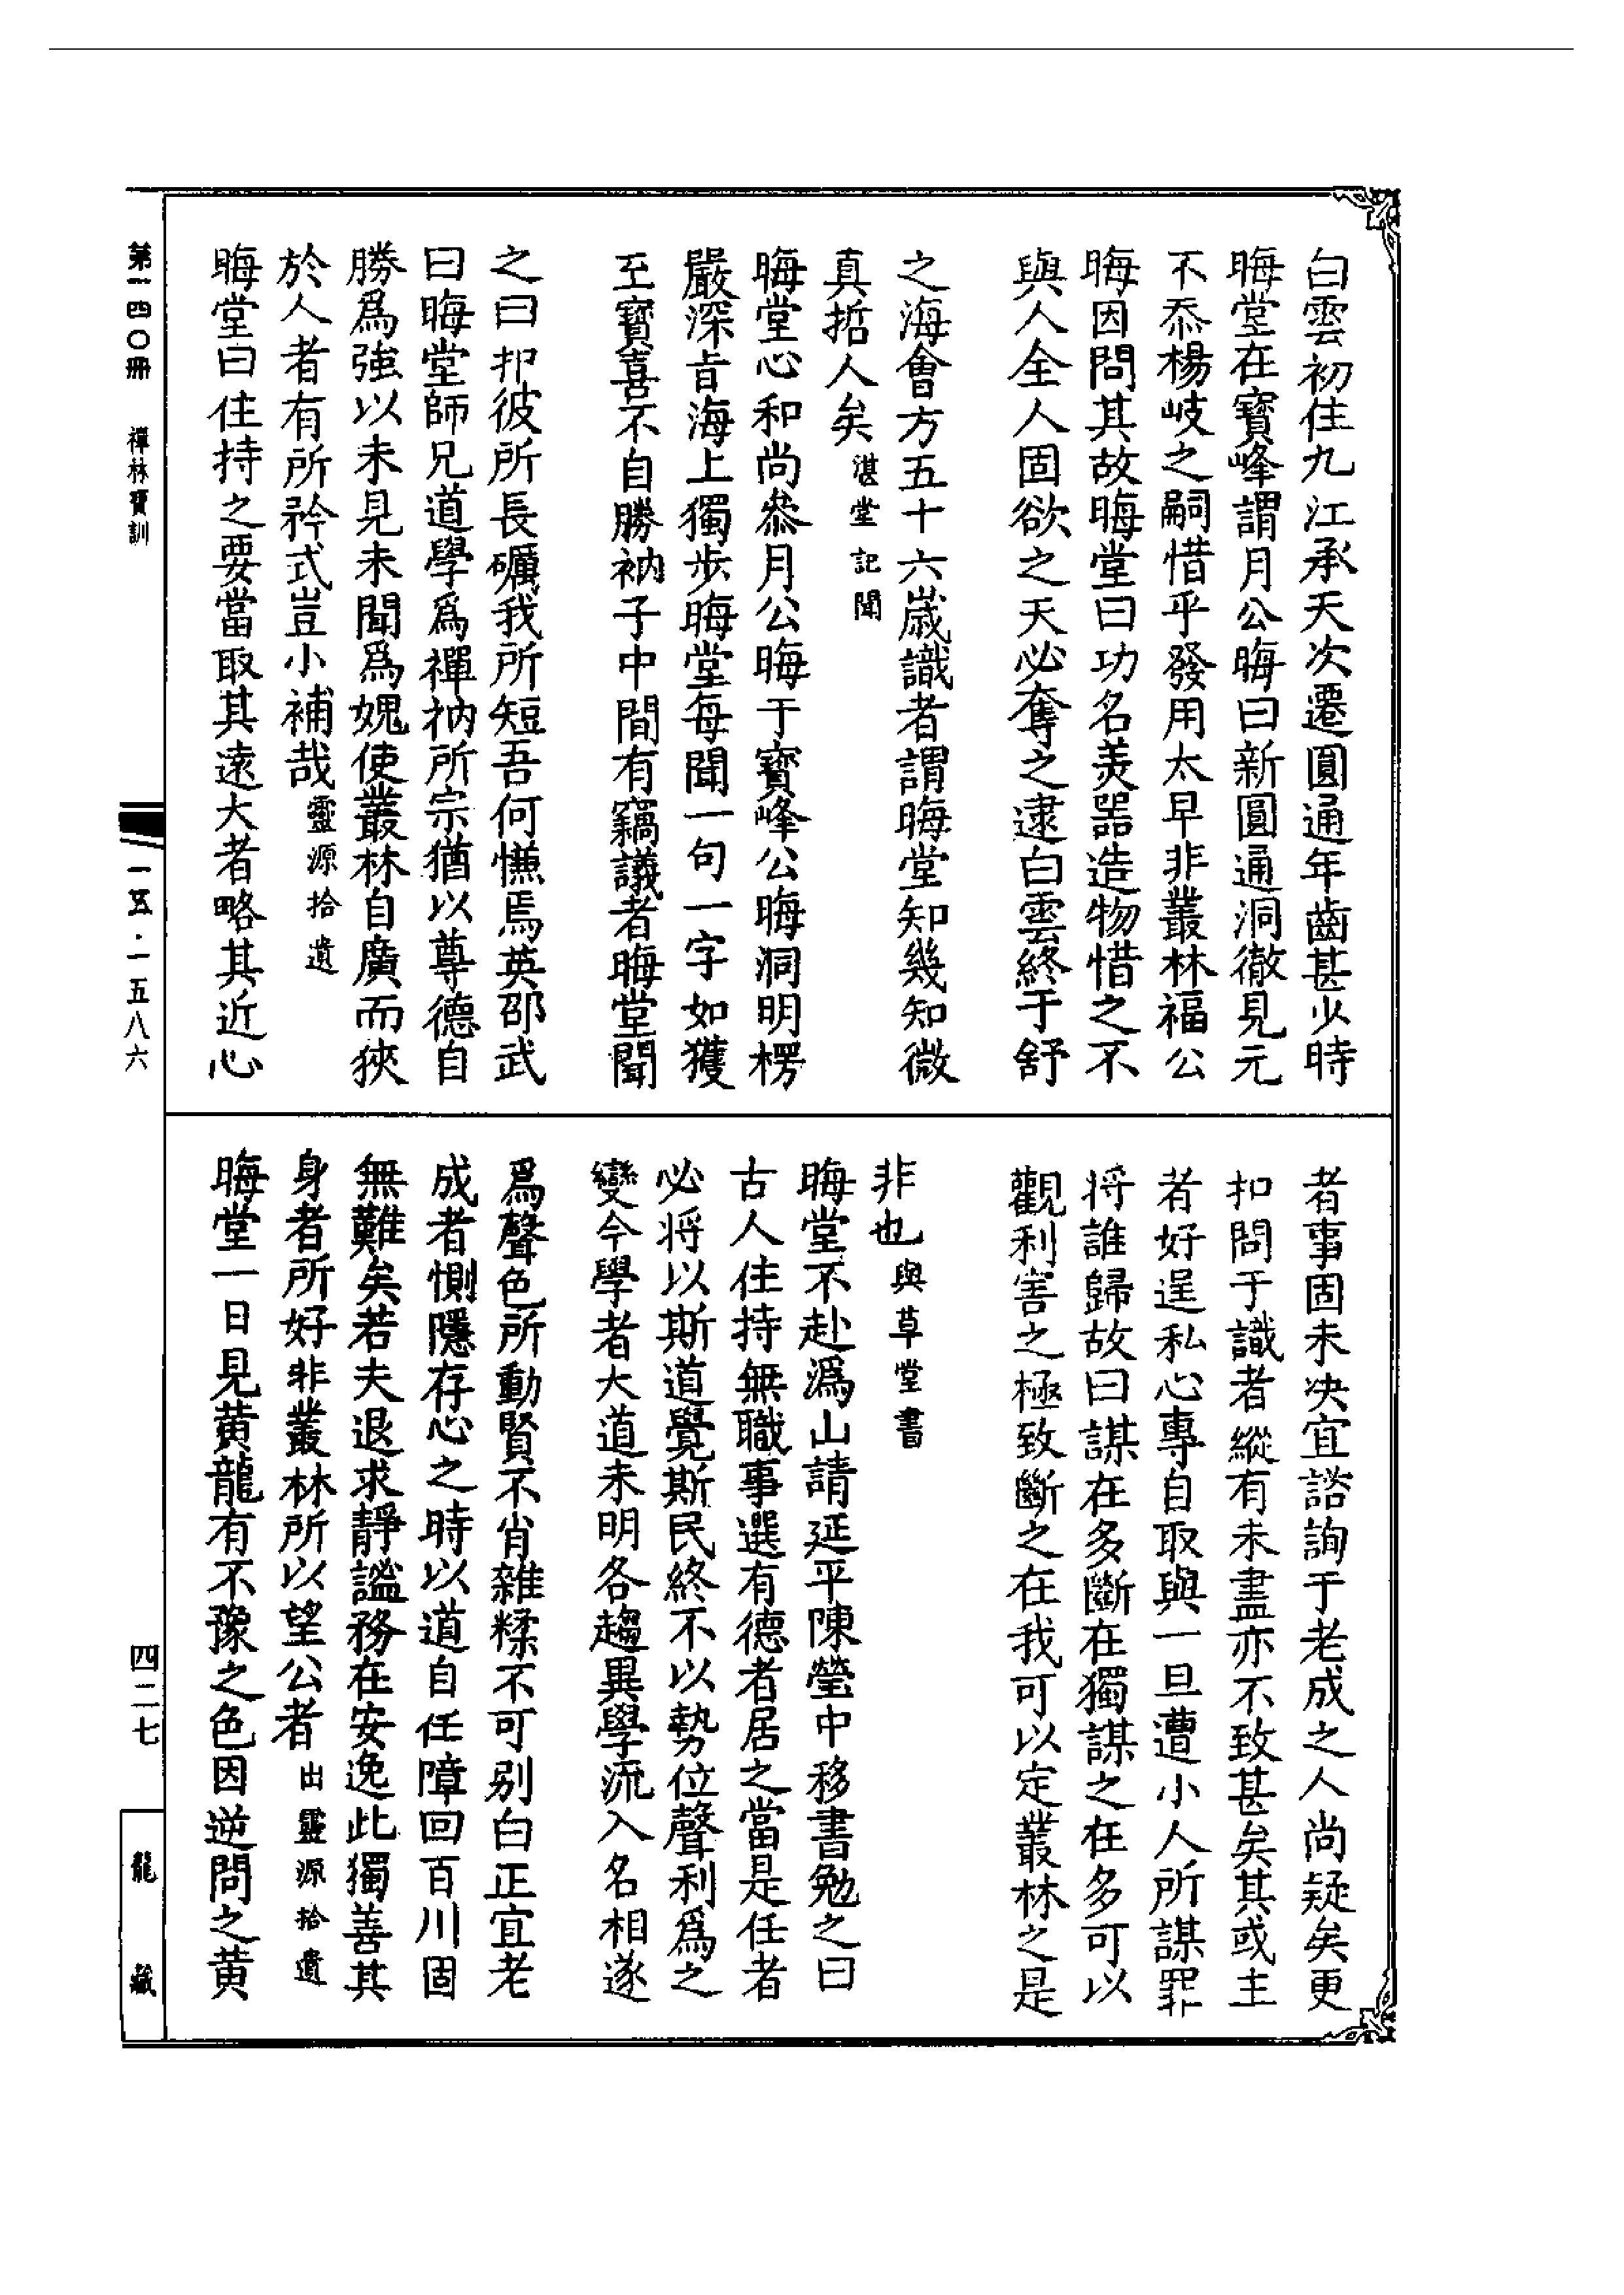 白雲初住九江承天次遷圓通年齒甚少時
晦堂在寶峰謂月公晦曰新圓通洞徹見元
不忝楊岐之嗣惜乎發用太早非叢林福公
晦因問其故晦堂曰功名美器造物惜之不
與人全人固欲之天必奪之逮白雲終于舒
之海會方五十六歲識者謂晦堂知幾知微
真哲人矣湛堂記聞
晦堂心和尚叅月公晦于寶峰公晦洞明楞
嚴深旨海上獨步晦堂每聞一句一字如獲
至寶喜不自勝衲子中間有竊議者晦堂聞
之曰扣彼所長礪我所短吾何慊焉英邵武
曰晦堂師兄道學爲禪衲所宗猶以尊德自
勝爲強以未見未聞爲媿使叢林自廣而狹
於人者有所矜式豈小補哉靈源拾遺
晦堂曰住持之要當取其遠大者略其近心
者事固未决宜諮詢于老成之人尚疑矣更
扣問于識者縱有未盡亦不致甚矣其或主
者好逞私心專自取與一旦遭小人所謀罪
将誰歸故曰謀在多斷在獨謀之在多可以
觀利害之極致斷之在我可以定叢林之是
非也與草堂書
晦堂不赴溈山請延平陳瑩中移書勉之曰
古人住持無職事選有德者居之當是任者
必将以斯道覺斯民終不以勢位聲利爲之
變今學者大道未明各趨異學流入名相遂
爲聲色所動賢不肖雜糅不可别白正宜老
成者惻隱存心之時以道自任障回百川固
無難矣若夫退求靜謐務在安逸此獨善其
身者所好非叢林所以望公者出靈源拾遺
晦堂一日見黄龍有不豫之色因逆問之黄
第一四〇冊 禪林寶訓
一五五·一五八六
四二七
龍藏